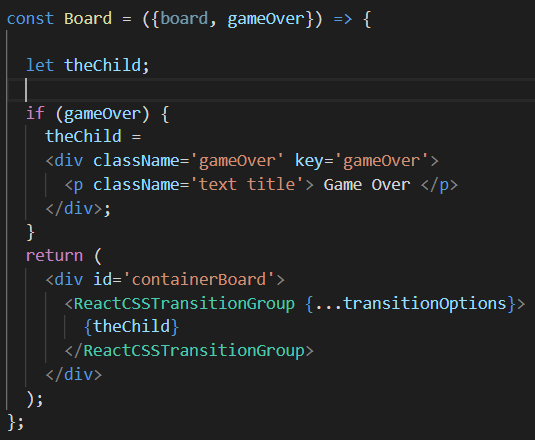 const Board = ({board, gameOver}) => {
let theChild;
if (gameOver) {
theChild =
<div className='gameOver' key='gameOver'>
<p className='text title'> Game Over </p>
</div>;
}
return (
<div id='containerBoard'>
<ReactCSSTransitionGroup {...transitionOptions}>
{theChild}
</ReactCSSTransitionGroup>
</div>
);
};